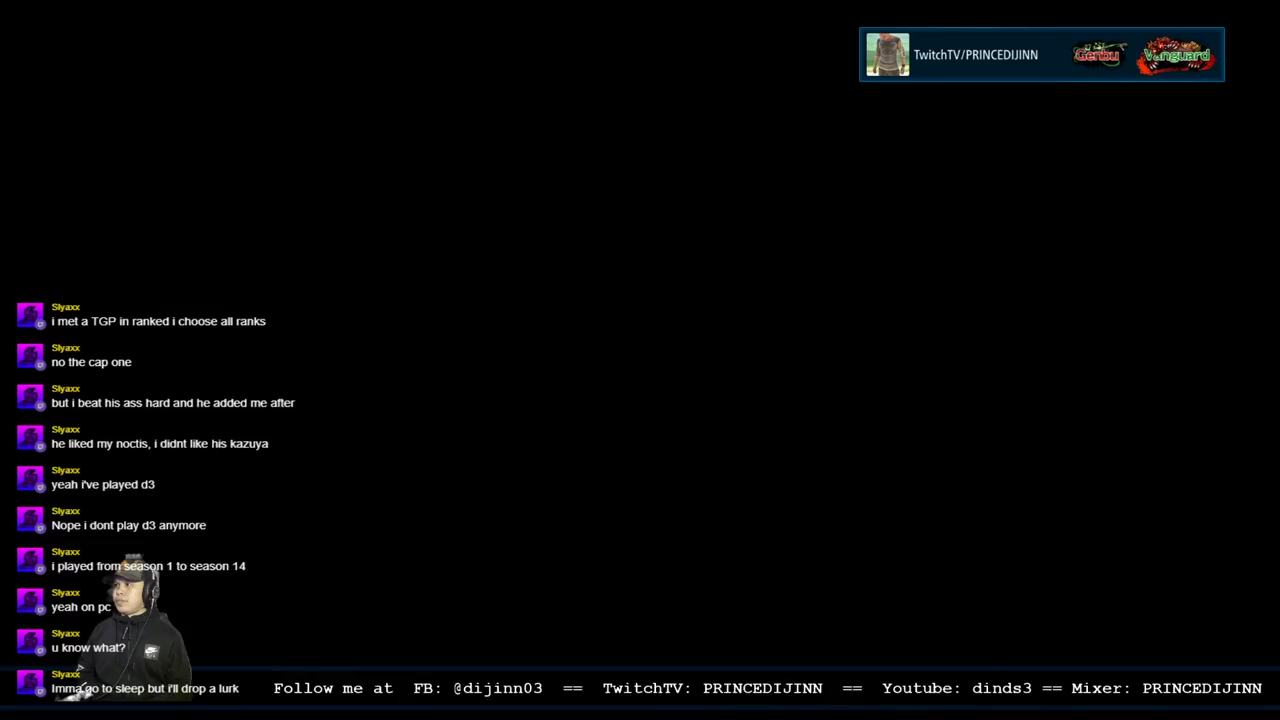 TwitchTV/PRINCEDIJINN Genbu Vanguard
Slyaxx
i met a TGP in ranked i choose all ranks
Slyaxx
no the cap one
Slyaxx
but i beat his ass hard and he added me after
Slyaxx
he liked my noctis, i didnt like his kazuya
Slyaxx
yeah i've played d3
Slyaxx
Nope i dont play d3 anymore
Slyaxx
i played from season 1 to season 14
Slyaxx
yeah on pc
Slyaxx
u know what?
Slyaxx
Imma go to sleep but i'll drop a lurk
Follow me at FB: @dijinn03 == TwitchTV: PRINCEDIJINN == Youtube: dinds3 == Mixer: PRINCEDIJINN